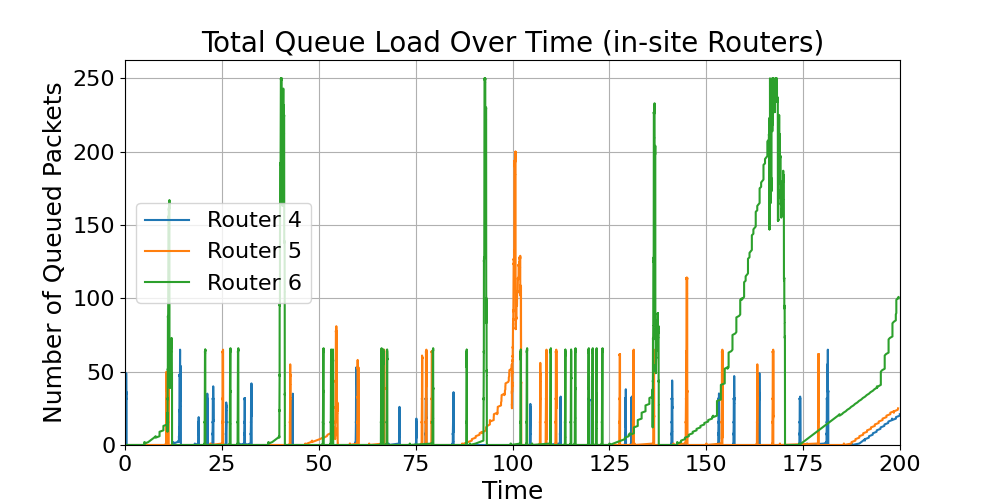 Total Queue Load Over Time (in-site Routers)
Number of Queued Packets
250
200
150
100
50
0
Router 4
Router 5
Router 6
0 25 50 75 100 125 150 175 200
Time